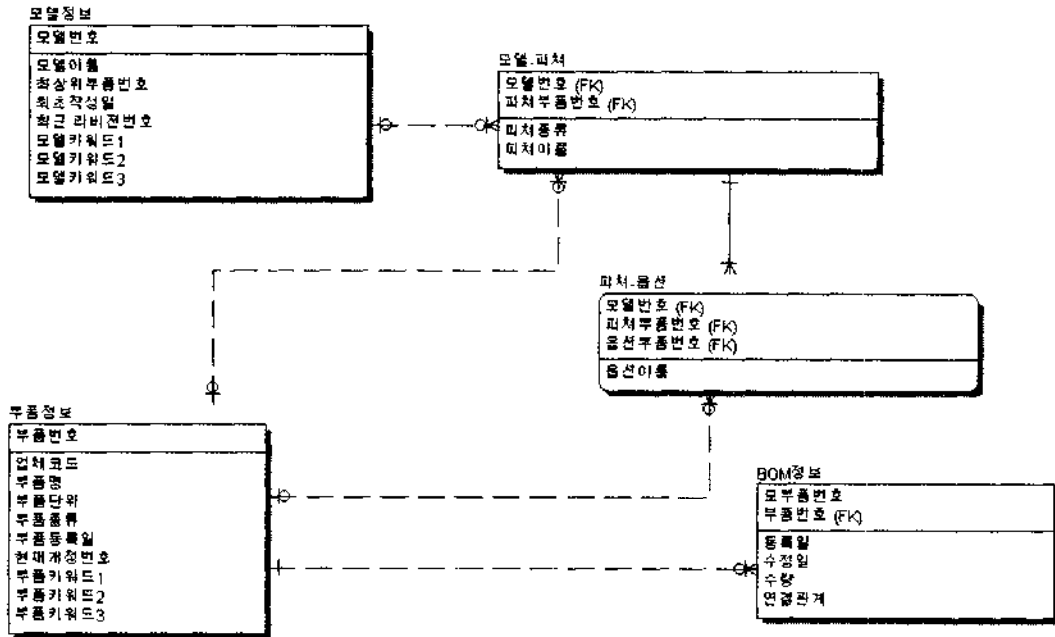 모델정보
모델번호
모델이름
최상위부품번호
최초작성일
최근 리비젼번호
모델키워드1
모델키워드2
모델키워드3
모델-피쳐
모델번호 (FK)
피쳐부품번호 (FK)
피쳐종류
피쳐이름
피쳐-옵션
모델번호 (FK)
피쳐부품번호 (FK)
옵션부품번호 (FK)
옵션이름
부품정보
부품번호
업체코드
부품명
부품단위
부품종류
부품등록일
현재개정번호
부품키워드1
부품키워드2
부품키워드3
BOM정보
모부품번호
부품번호 (FK)
등록일
수정일
수량
연결관계